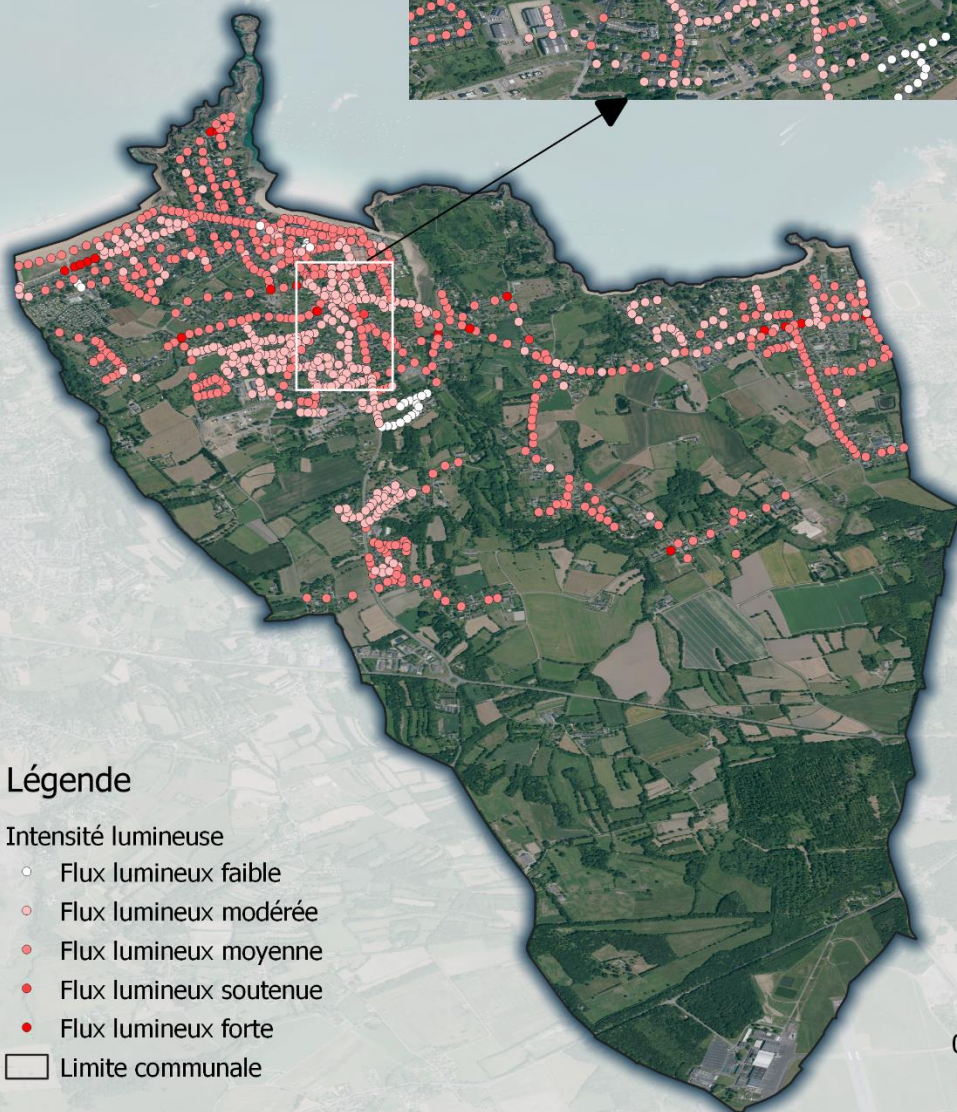 Légende
Intensité lumineuse
Flux lumineux faible
Flux lumineux modérée
Flux lumineux moyenne
Flux lumineux soutenue
Flux lumineux forte
Limite communale
0